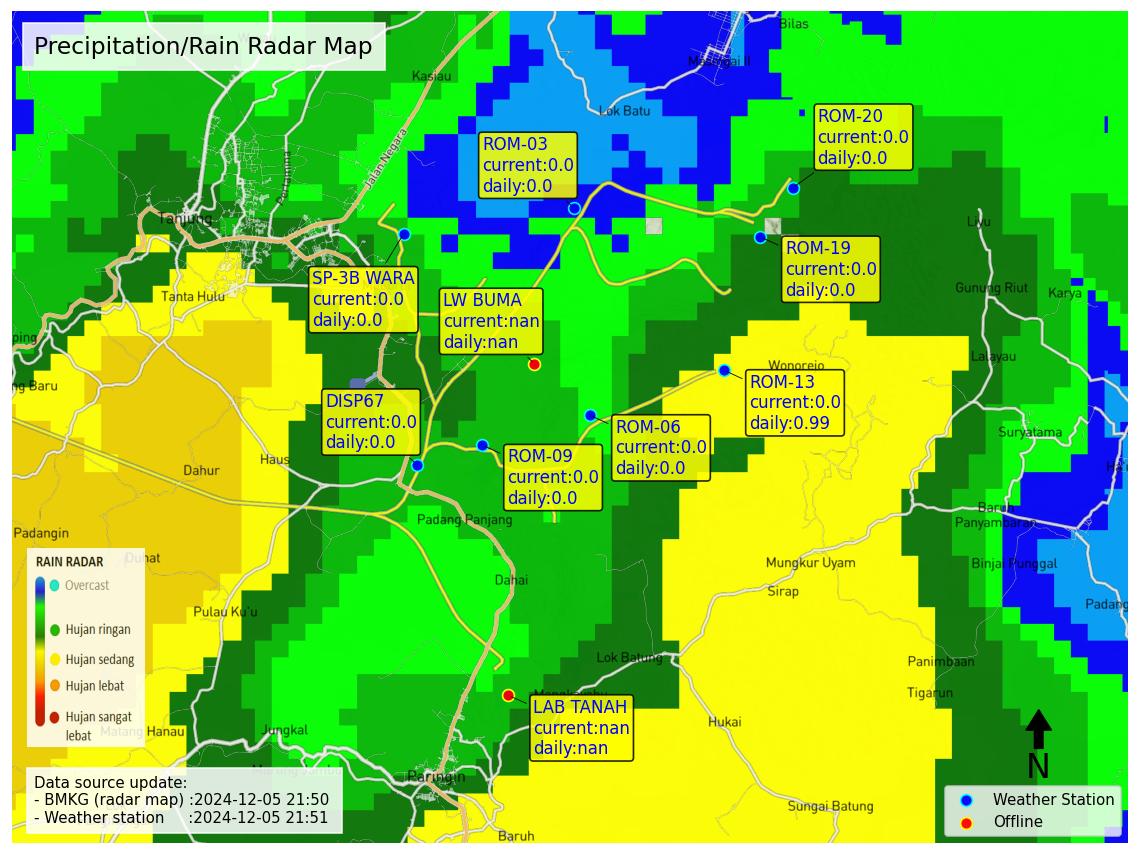 Precipitation/Rain Radar Map
Bilas
Kasiau
Lok Batu
Jalan Negara
Pertamina
Tanjung
ROM-03
current:0.0
daily:0.0
ROM-20
current:0.0
daily:0.0
ROM-19
current:0.0
daily:0.0
SP-3B WARA
current:0.0
daily:0.0
LW BUMA
current:nan
daily:nan
Liyu
Tanta Hulu
Gunung Riut
Karya
ping
ng Baru
Wonorejo
Lalayau
ROM-13
current:0.0
daily:0.99
DISP67
current:0.0
daily:0.0
ROM-06
current:0.0
daily:0.0
ROM-09
current:0.0
daily:0.0
Suryatama
Haus
Dahur
Padangin
Padang Panjang
Baruh
Panyambaran
Dahai
Mungkur Uyam
Sirap
Binjai Punggal
Padang
Pulau Ku'u
Lok Batung
Panimbaan
Tigarun
Hukai
LAB TANAH
current:nan
daily:nan
Jungkal
Paringin
Sungai Batung
Baruh
RAIN RADAR
Overcast
Hujan ringan
Hujan sedang
Hujan lebat
Hujan sangat
lebat
Data source update:
- BMKG (radar map) :2024-12-05 21:50
- Weather station :2024-12-05 21:51
N
Weather Station
Offline